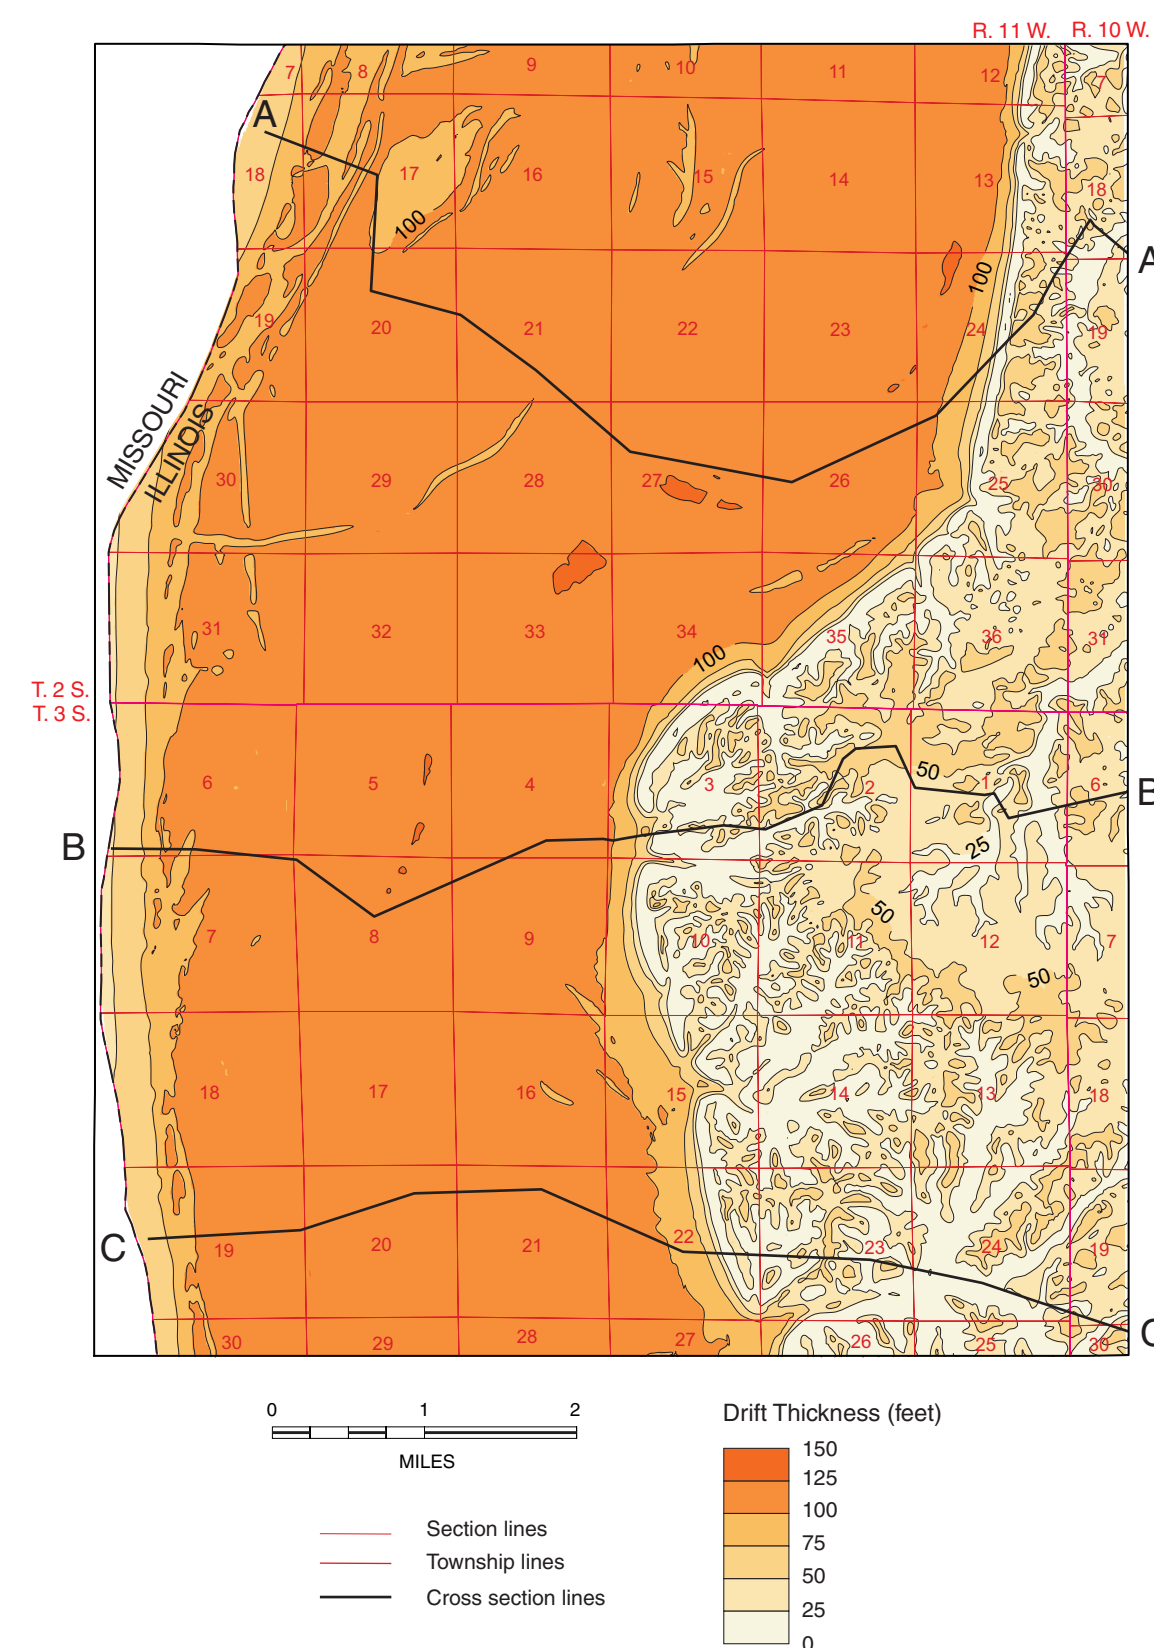 R. 11 W. R. 10 W.
7 8 9 10 11 12 7
A
18 17 16 15 14 13 18
100
A
100
19 20 21 22 23 24 19
MISSOURI
ILLINOIS
30 29 28 27 26 25 30
31 32 33 34 35 36 31
100
T. 2 S.
T. 3 S.
6 5 4 3 2 1 6
50
B
B
25
50
7 8 9 10 11 12 7
50
18 17 16 15 14 13 18
C
19 20 21 22 23 24 19
C
30 29 28 27 26 25 30
0 1 2
MILES
Section lines
Township lines
Cross section lines
Drift Thickness (feet)
150
125
100
75
50
25
0